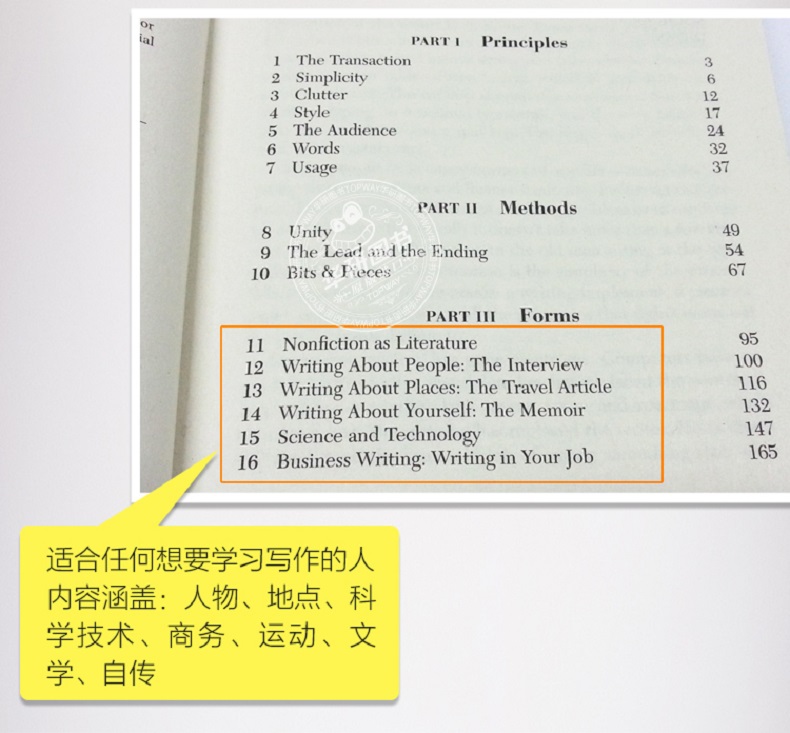 or
ial
PART I Principles
1 The Transaction 3
2 Simplicity 6
3 Clutter 12
4 Style 17
5 The Audience 24
6 Words 32
7 Usage 37
PART II Methods
8 Unity 49
9 The Lead and the Ending 54
10 Bits & Pieces 67
PART III Forms
11 Nonfiction as Literature 95
12 Writing About People: The Interview 100
13 Writing About Places: The Travel Article 116
14 Writing About Yourself: The Memoir 132
15 Science and Technology 147
16 Business Writing: Writing in Your Job 165
适合任何想要学习写作的人
内容涵盖：人物、地点、科
学技术、商务、运动、文
学、自传